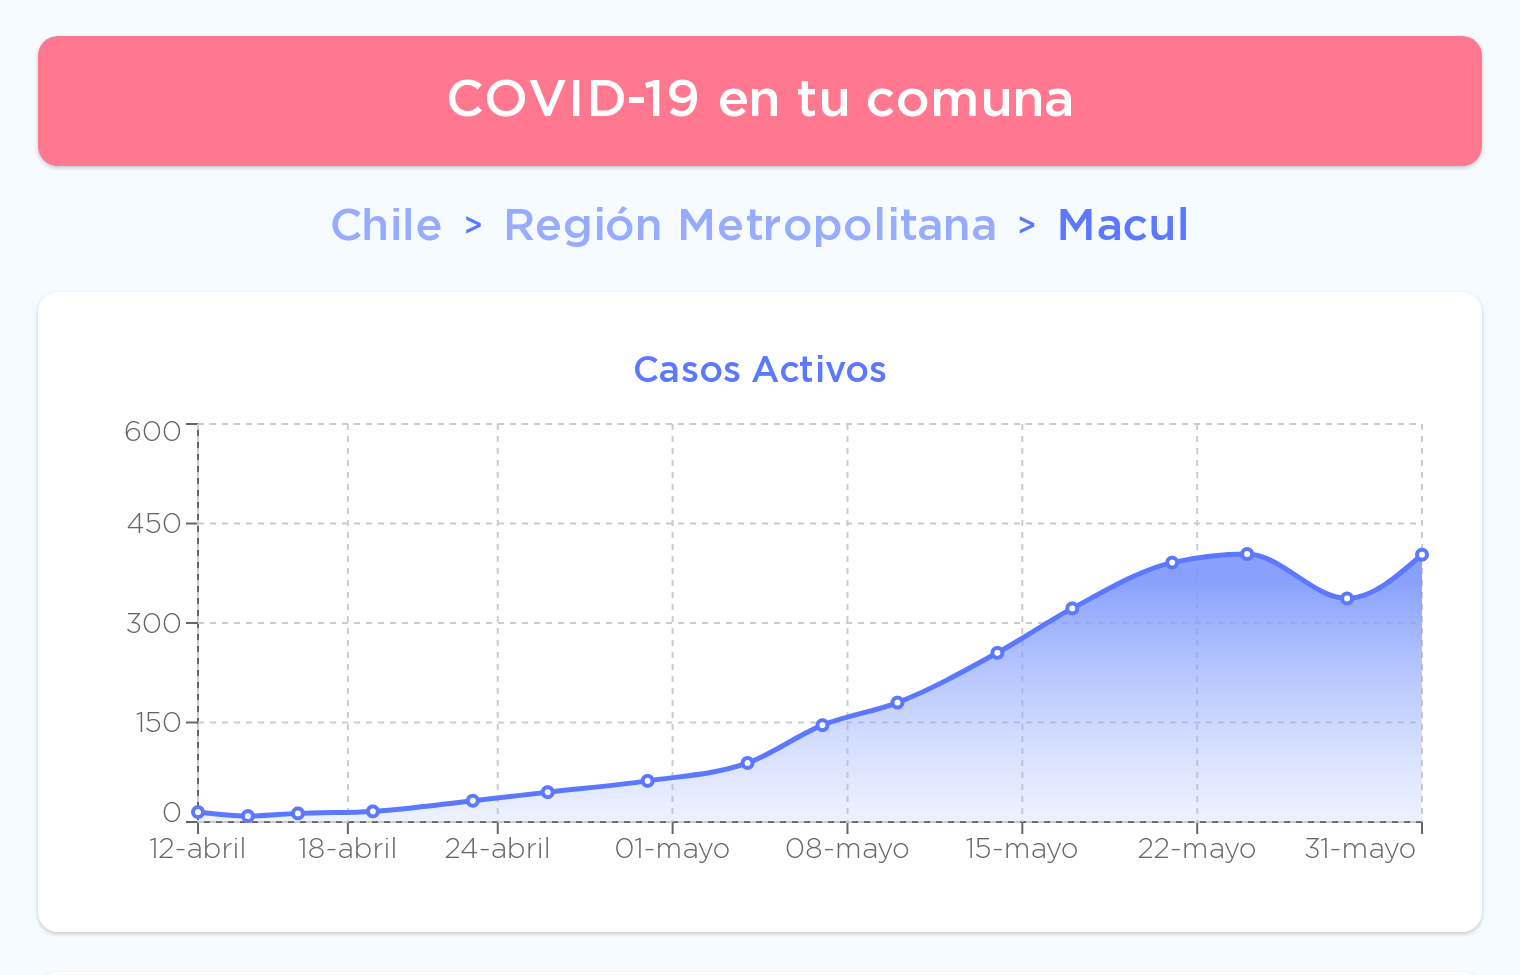 COVID-19 en tu comuna
Chile > Región Metropolitana > Macul
Casos Activos
600
450
300
150
0
12-abril 18-abril 24-abril 01-mayo 08-mayo 15-mayo 22-mayo 31-mayo